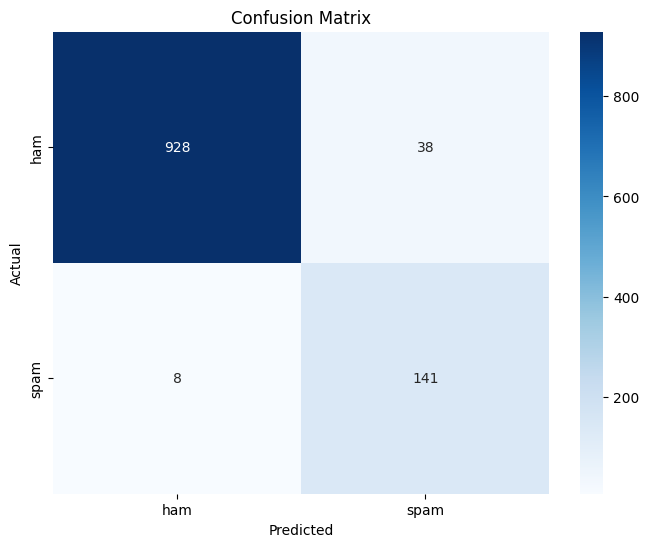 Confusion Matrix
ham
928
38
800
600
Actual
400
spam
8
141
200
ham
spam
Predicted